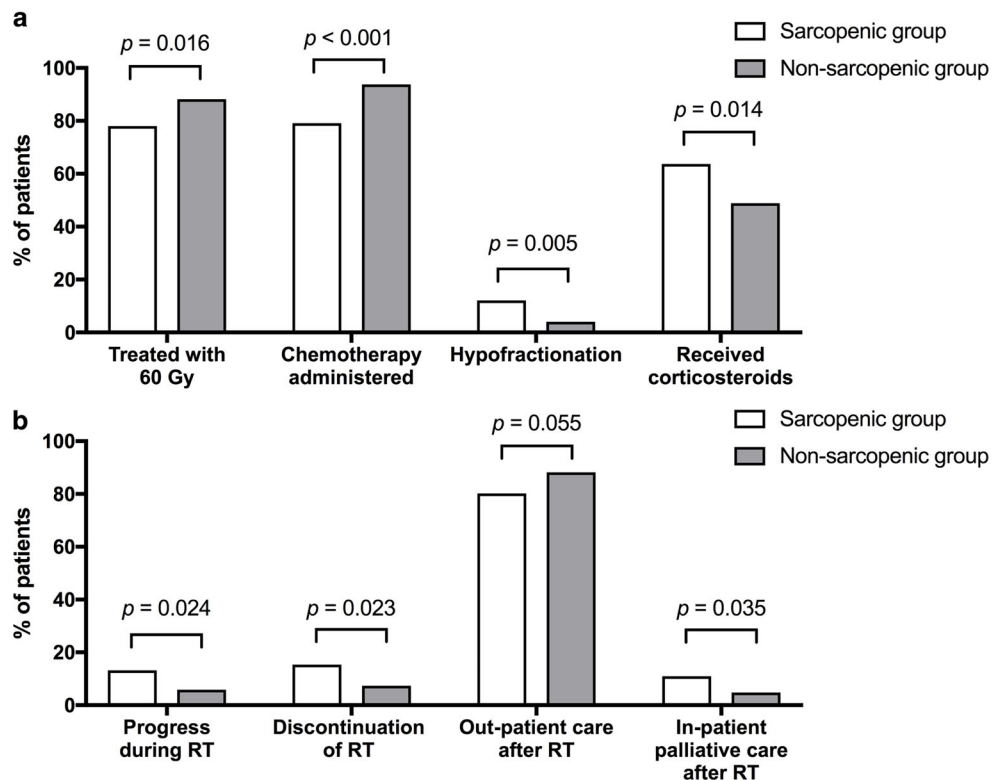 a
Sarcopenic group
Non-sarcopenic group
p = 0.016
p < 0.001
p = 0.005
p = 0.014
% of patients
100
80
60
40
20
0
Treated with
60 Gy
Chemotherapy
administered
Hypofractionation
Received
corticosteroids
b
Sarcopenic group
Non-sarcopenic group
p = 0.024
p = 0.023
p = 0.055
p = 0.035
% of patients
100
80
60
40
20
0
Progress
during RT
Discontinuation
of RT
Out-patient care
after RT
In-patient
palliative care
after RT